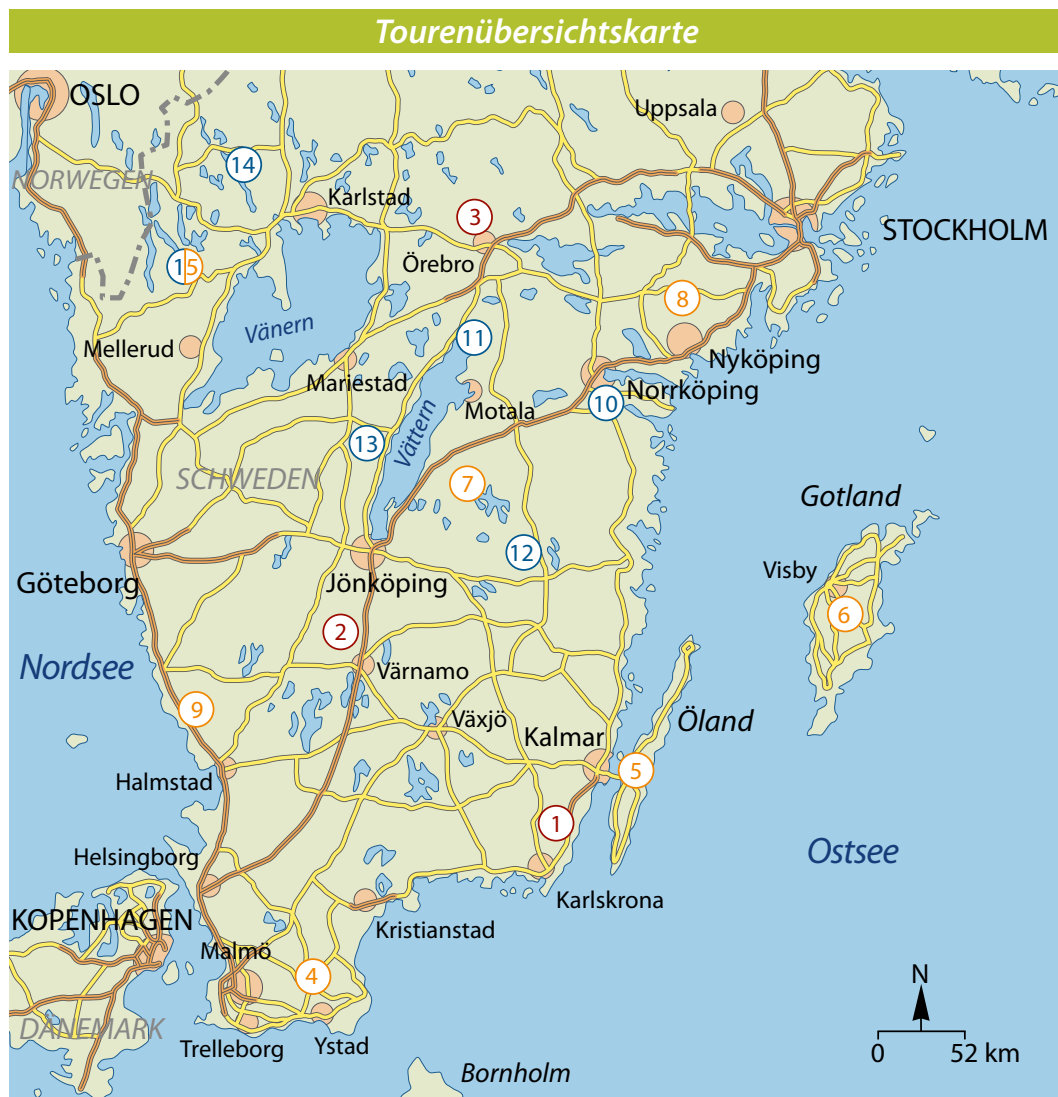 Tourenübersichtskarte
OSLO
Uppsala
14
NORWEGEN
Karlstad
3
STOCKHOLM
Örebro
15
8
Vänern
11
Mellerud
Nyköping
Mariestad
Norrköping
Motala
10
Vättern
13
SCHWEDEN
7
Gotland
12
Visby
Göteborg
Jönköping
6
2
Nordsee
Värnamo
9
Växjö
Öland
Kalmar
Halmstad
5
1
Ostsee
Helsingborg
Karlskrona
KOPENHAGEN
Kristianstad
Malmö
4
N
DÄNEMARK
Trelleborg
Ystad
0 52 km
Bornholm